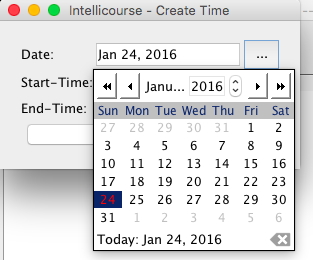 Intellicourse - Create Time
Date: Jan 24, 2016 ...
Start-Time:
End-Time:
Janu... 2016
Sun Mon Tue Wed Thu Fri Sat
27 28 29 30 31 1 2
3 4 5 6 7 8 9
10 11 12 13 14 15 16
17 18 19 20 21 22 23
24 25 26 27 28 29 30
31 1 2 3 4 5 6
Today: Jan 24, 2016